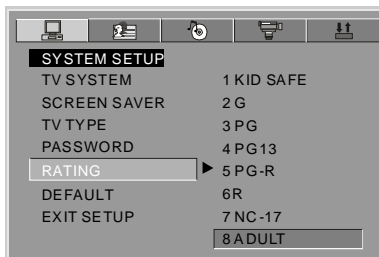 SYSTEM SETUP
TV SYSTEM
SCREEN SAVER
TV TYPE
PASSWORD
RATING
DEFAULT
EXIT SETUP
1 KID SAFE
2 G
3 PG
4 PG13
5 PG-R
6R
7 NC-17
8 ADULT